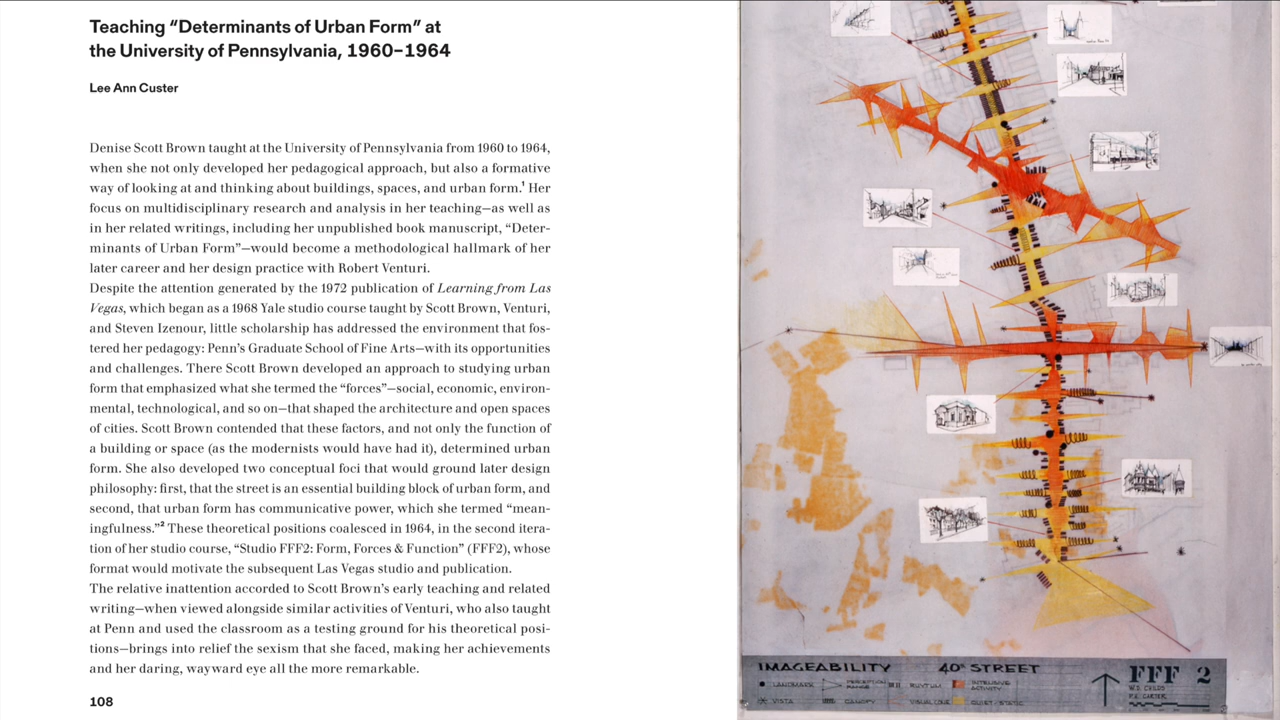 Teaching “Determinants of Urban Form” at
the University of Pennsylvania, 1960–1964
Lee Ann Custer
Denise Scott Brown taught at the University of Pennsylvania from 1960 to 1964,
when she not only developed her pedagogical approach, but also a formative
way of looking at and thinking about buildings, spaces, and urban form.¹ Her
focus on multidisciplinary research and analysis in her teaching—as well as
in her related writings, including her unpublished book manuscript, “Deter-
minants of Urban Form”—would become a methodological hallmark of her
later career and her design practice with Robert Venturi.
Despite the attention generated by the 1972 publication of Learning from Las
Vegas, which began as a 1968 Yale studio course taught by Scott Brown, Venturi,
and Steven Izenour, little scholarship has addressed the environment that fos-
tered her pedagogy: Penn’s Graduate School of Fine Arts—with its opportunities
and challenges. There Scott Brown developed an approach to studying urban
form that emphasized what she termed the “forces”—social, economic, environ-
mental, technological, and so on—that shaped the architecture and open spaces
of cities. Scott Brown contended that these factors, and not only the function of
a building or space (as the modernists would have had it), determined urban
form. She also developed two conceptual foci that would ground later design
philosophy: first, that the street is an essential building block of urban form, and
second, that urban form has communicative power, which she termed “mean-
ingfulness.”² These theoretical positions coalesced in 1964, in the second itera-
tion of her studio course, “Studio FFF2: Form, Forces & Function” (FFF2), whose
format would motivate the subsequent Las Vegas studio and publication.
The relative inattention accorded to Scott Brown’s early teaching and related
writing—when viewed alongside similar activities of Venturi, who also taught
at Penn and used the classroom as a testing ground for his theoretical posi-
tions—brings into relief the sexism that she faced, making her achievements
and her daring, wayward eye all the more remarkable.
108
IMAGEABILITY 40th STREET
FFF 2
LANDMARK PERCEPTION RANGE RHYTHM INTENSIVE ACTIVITY
VISTA CANOPY VISUAL QUIET-STATIC